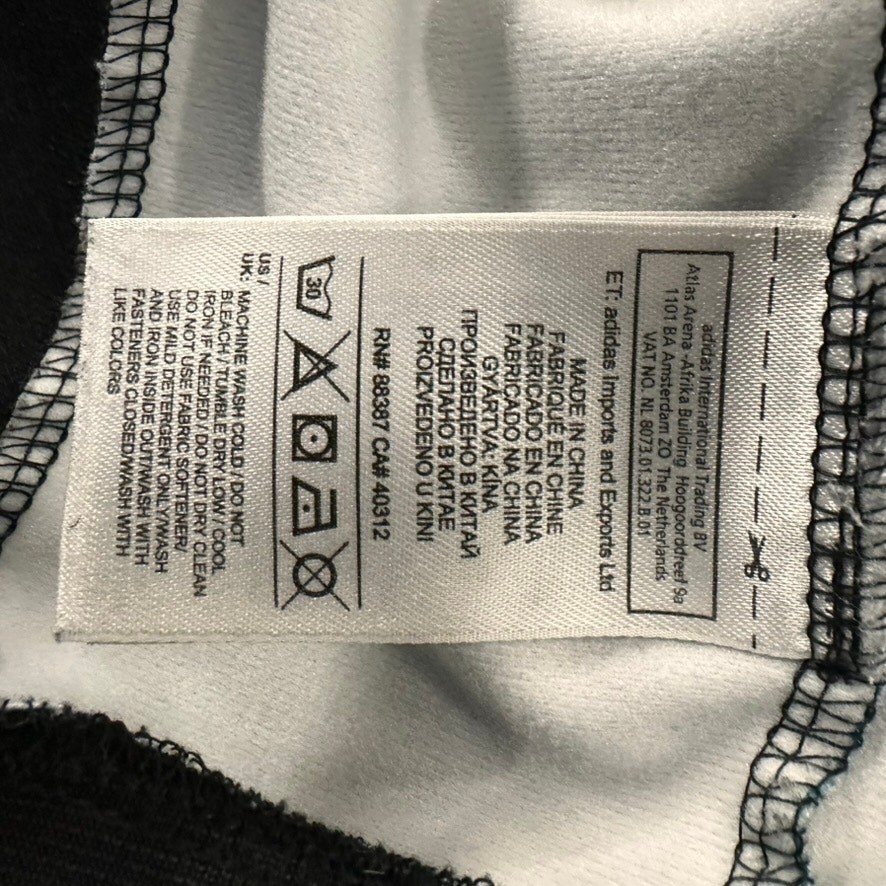 adidas International Trading BV
Atlas Arena -Afrika Building Hoogoorddreef 9a
1101 BA Amsterdam ZO The Netherlands
VAT NO. NL 8073.01.322.B.01
ET: adidas Imports and Exports Ltd
MADE IN CHINA
FABRIQUÉ EN CHINE
FABRICADO EN CHINA
FABRICADO NA CHINA
GYÁRTVA: KÍNA
ПРОИЗВЕДЕНО В КИТАЙ
СДЕЛАНО В КИТАЕ
PROIZVEDENO U KINI
RN# 88387 CA# 40312
30
US /
UK: MACHINE WASH COLD / DO NOT
BLEACH / TUMBLE DRY LOW / COOL
IRON IF NEEDED / DO NOT DRY CLEAN
DO NOT USE FABRIC SOFTENER/
USE MILD DETERGENT ONLY/WASH
AND IRON INSIDE OUT/WASH WITH
FASTENERS CLOSED/WASH WITH
LIKE COLORS